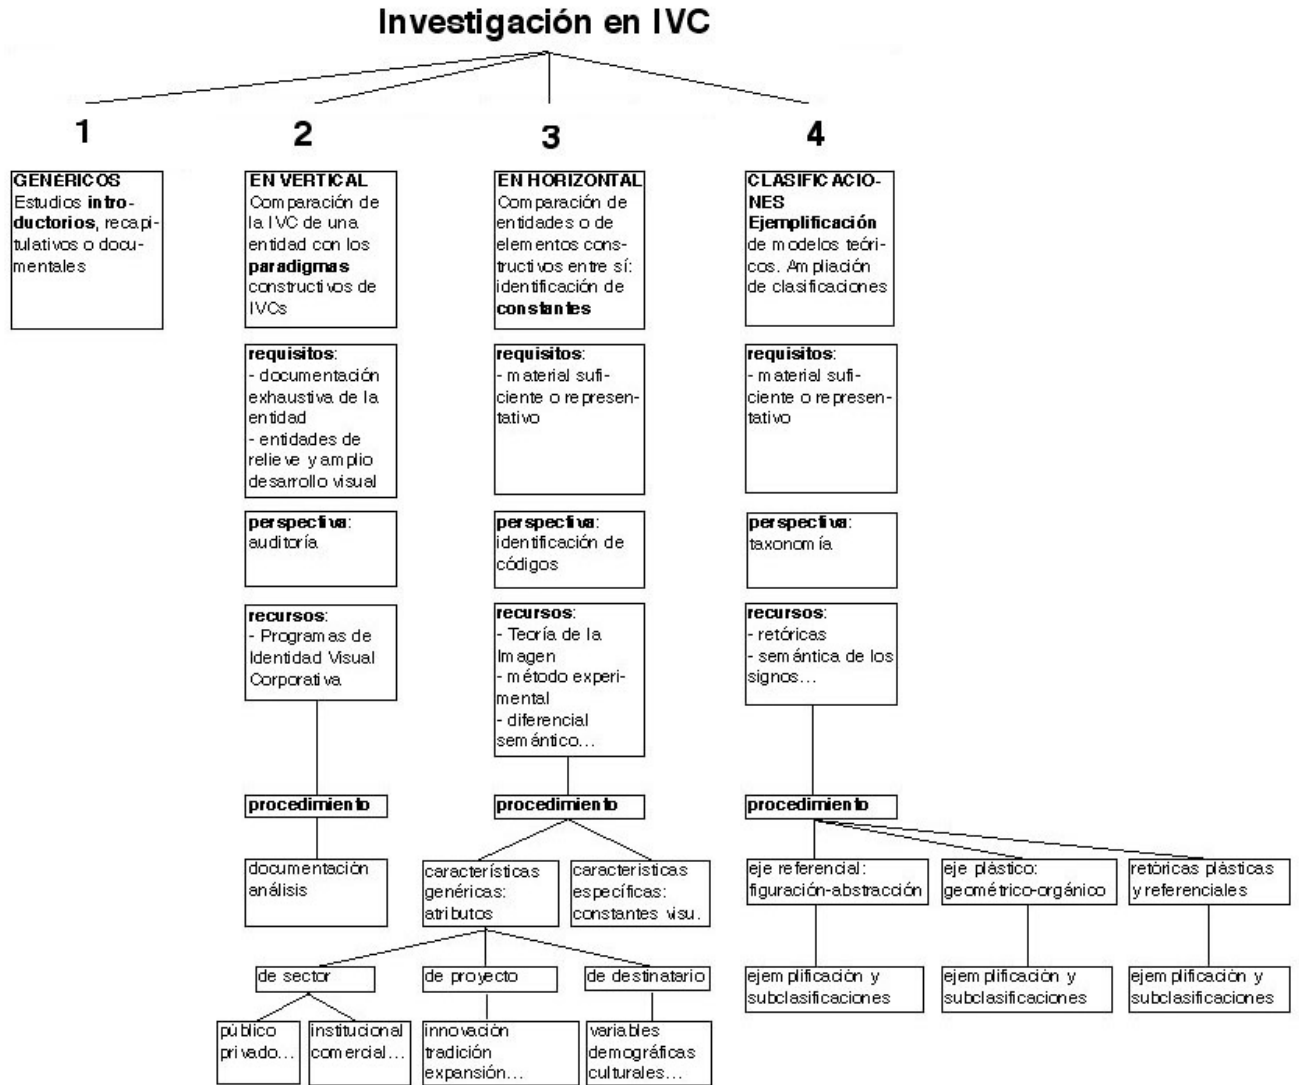 Investigación en IVC
1
2
3
4
GENÉRICOS
Estudios intro-
ductorios, recapi-
tulativos o docu-
mentales
EN VERTICAL
Comparación de
la IVC de una
entidad con los
paradigmas
constructivos de
IVCs
EN HORIZONTAL
Comparación de
entidades o de
elementos cons-
tructivos entre sí:
identificación de
constantes
CLASIFICACIO-
NES
Ejemplificación
de modelos teóri-
cos. Ampliación
de clasificaciones
requisitos:
- documentación
exhaustiva de la
entidad
- entidades de
relieve y amplio
desarrollo visual
requisitos:
- material sufi-
ciente o represen-
tativo
requisitos:
- material sufi-
ciente o represen-
tativo
perspectiva:
auditoría
perspectiva:
identificación de
códigos
perspectiva:
taxonomía
recursos:
- Programas de
Identidad Visual
Corporativa
recursos:
- Teoría de la
Imagen
- método experi-
mental
- diferencial
semántico...
recursos:
- retóricas
- semántica de los
signos...
procedimiento
procedimiento
procedimiento
documentación
análisis
características
genéricas:
atributos
caracteristicas
específicas:
constantes visu.
eje referencial:
figuración-abstracción
eje plástico:
geométrico-orgánico
retóricas plásticas
y referenciales
de sector
de proyecto
de destinatario
ejemplificación y
subclasificaciones
ejemplificación y
subclasificaciones
ejemplificación y
subclasificaciones
público
privado...
institucional
comercial...
innovación
tradición
expansión...
variables
demográficas
culturales...